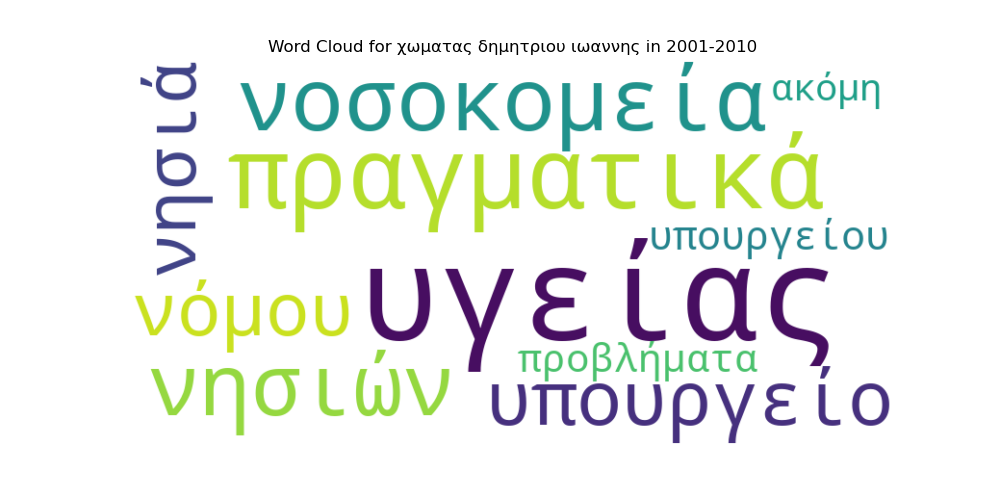 Word Cloud for χωματας δημητριου ιωαννης in 2001-2010
νησιά
νοσοκομεία
ακόμη
πραγματικά
υπουργείου
υγείας
νόμου
προβλήματα
νησιών
υπουργείο